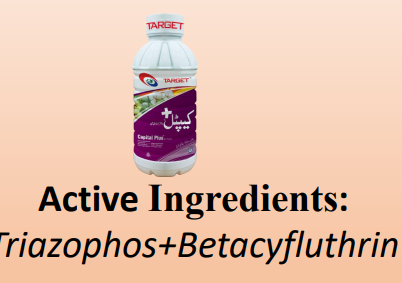 TARGET
TARGET
کیپٹل+
Capital Plus
Active Ingredients:
Triazophos+Betacyfluthrin